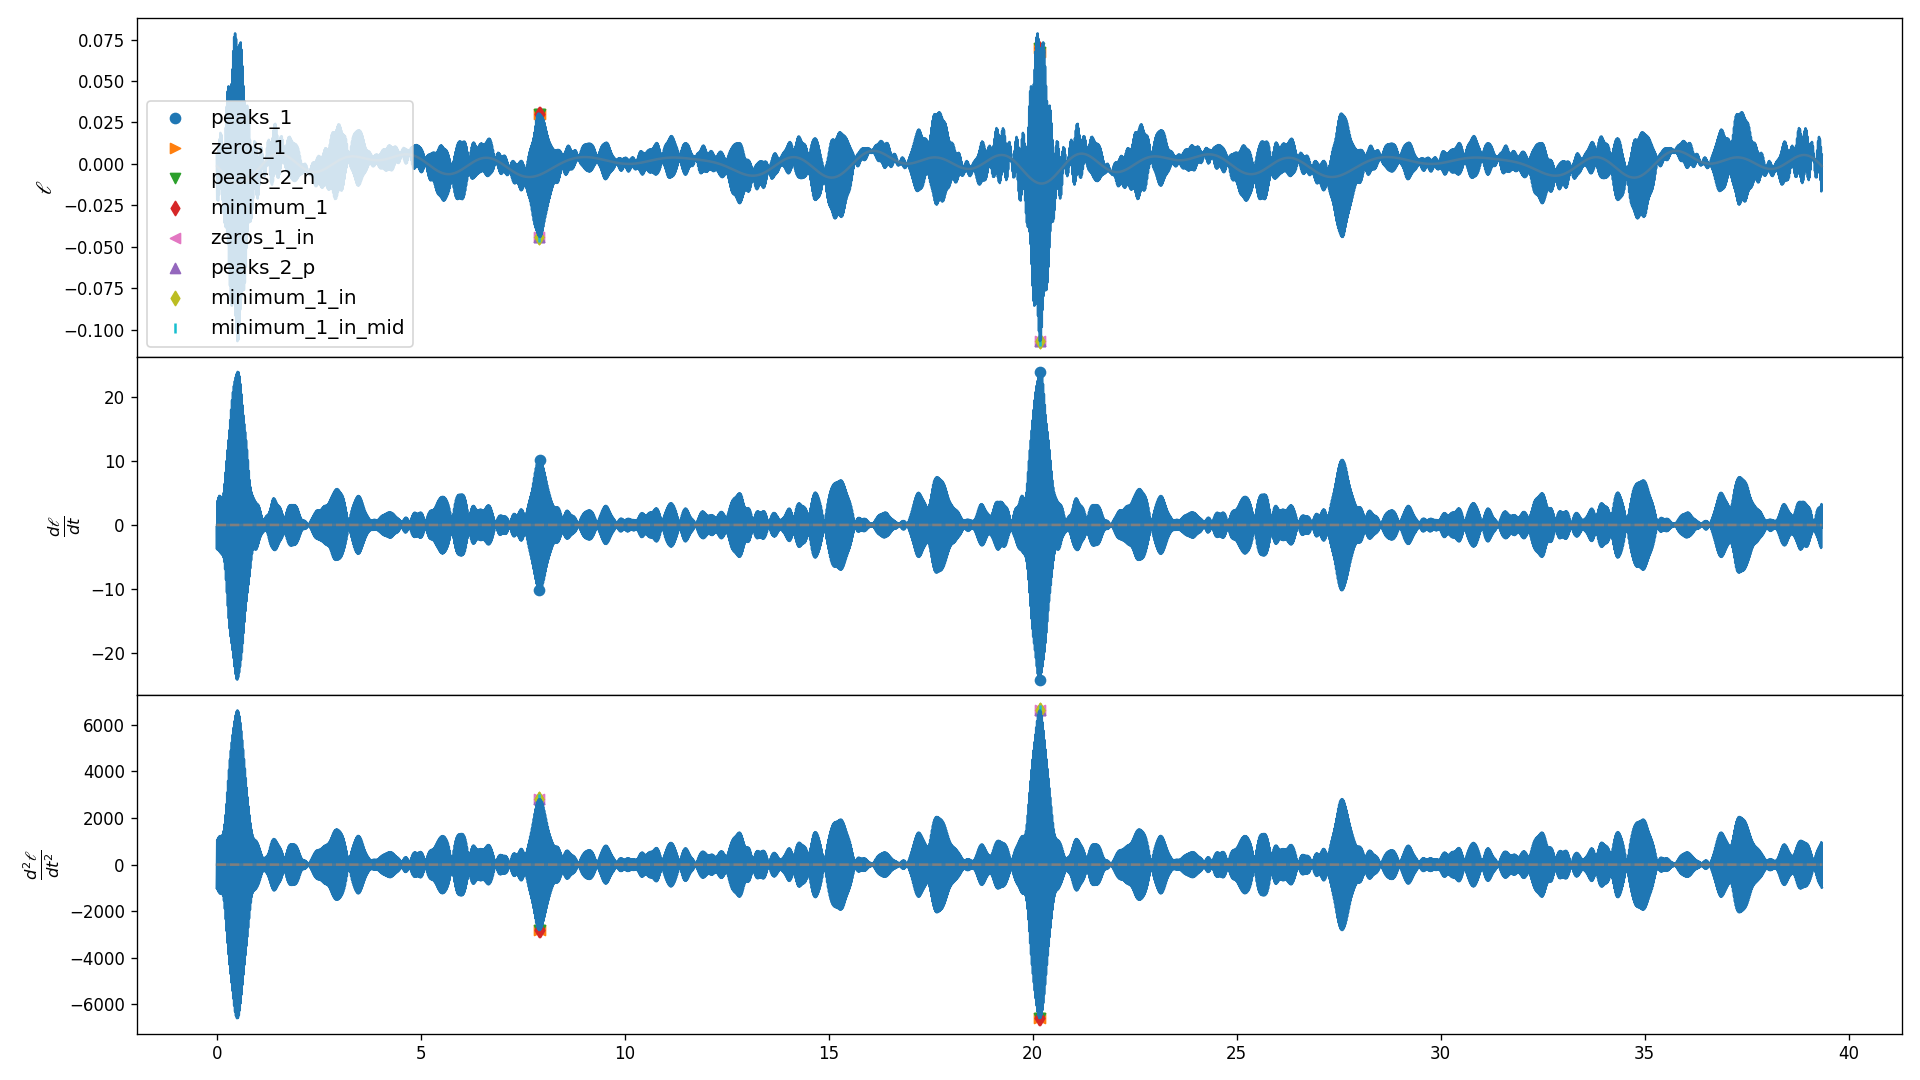 0.075
0.050
0.025
0.000
−0.025
−0.050
−0.075
−0.100
ℓ
peaks_1
zeros_1
peaks_2_n
minimum_1
zeros_1_in
peaks_2_p
minimum_1_in
minimum_1_in_mid
20
10
0
−10
−20
dℓ
dt
6000
4000
2000
0
−2000
−4000
−6000
d²ℓ
dt²
0 5 10 15 20 25 30 35 40